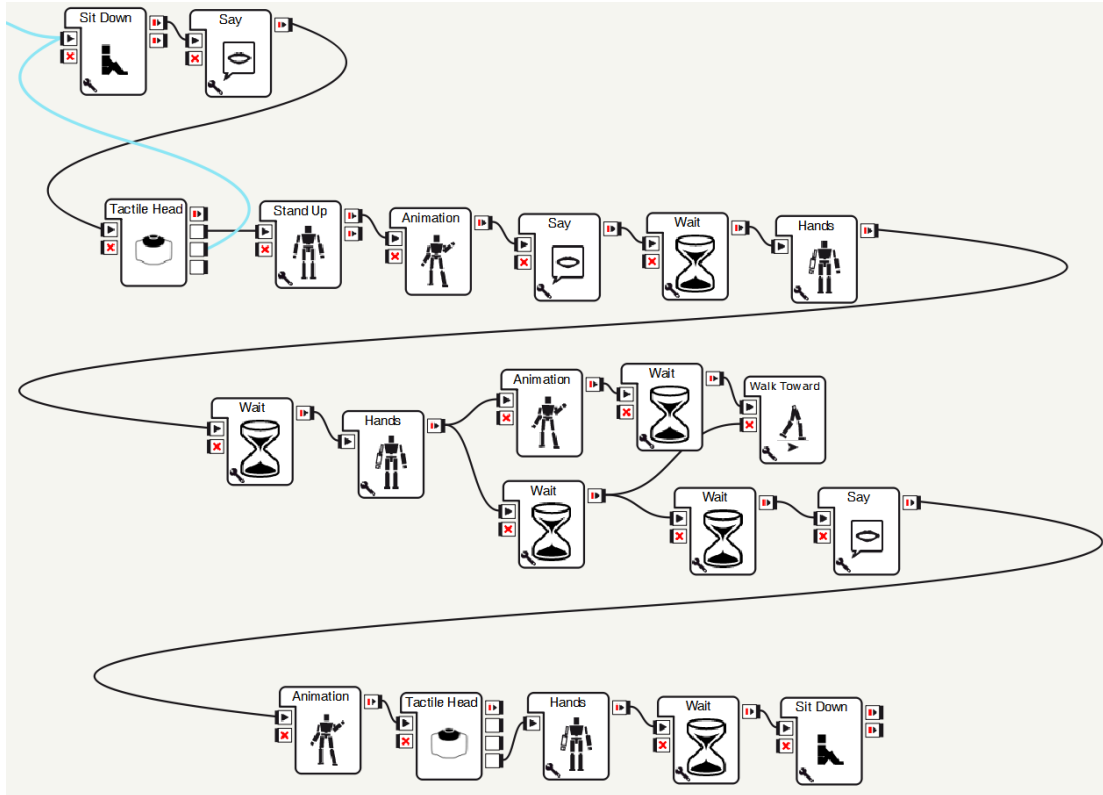 Sit Down
Say
Tactile Head
Stand Up
Animation
Say
Wait
Hands
Wait
Hands
Animation
Wait
Walk Toward
Wait
Wait
Say
Animation
Tactile Head
Hands
Wait
Sit Down